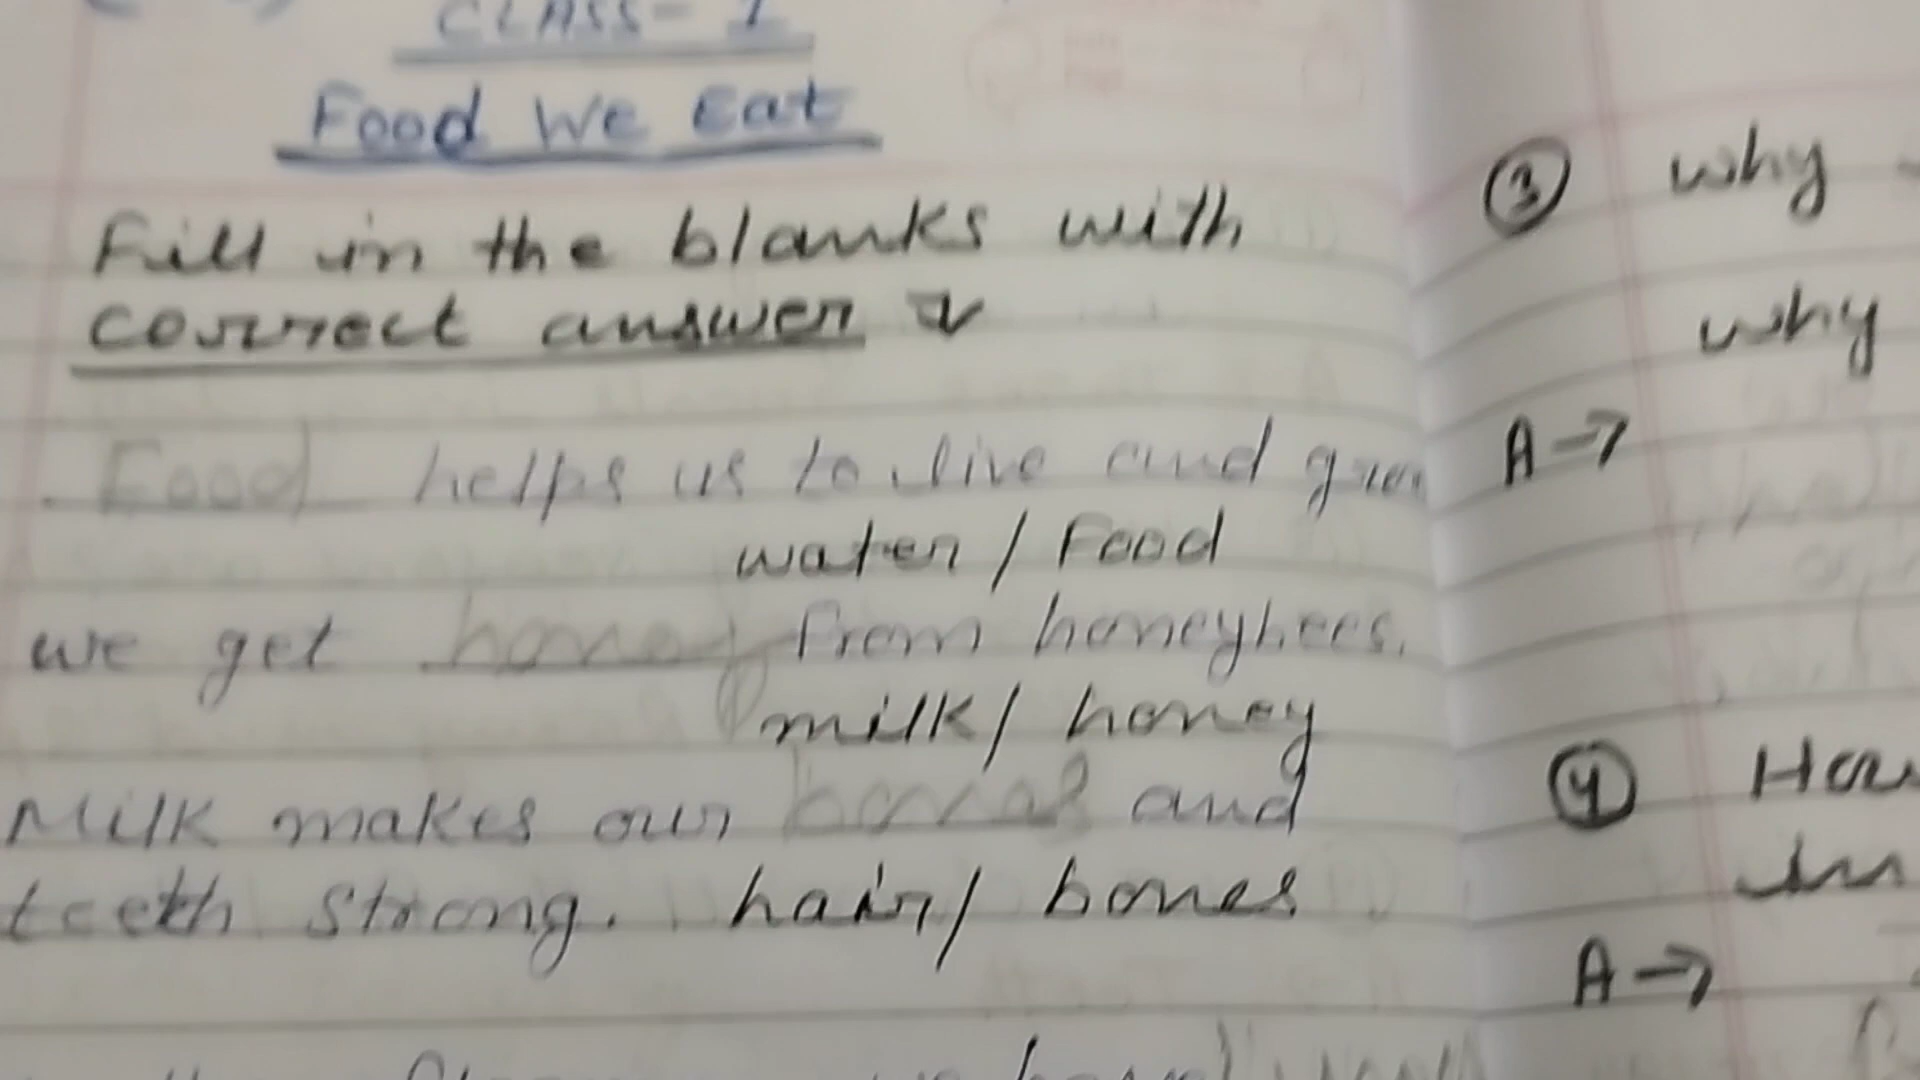 CLASS- I
Food We Eat
Fill in the blanks with
correct answer
Food helps us to live and
water / Food
we get honey from honeybees.
milk / honey
Milk makes our bones and
teeth strong. hair / bones
③ why
why
A →
④ How
in
A →